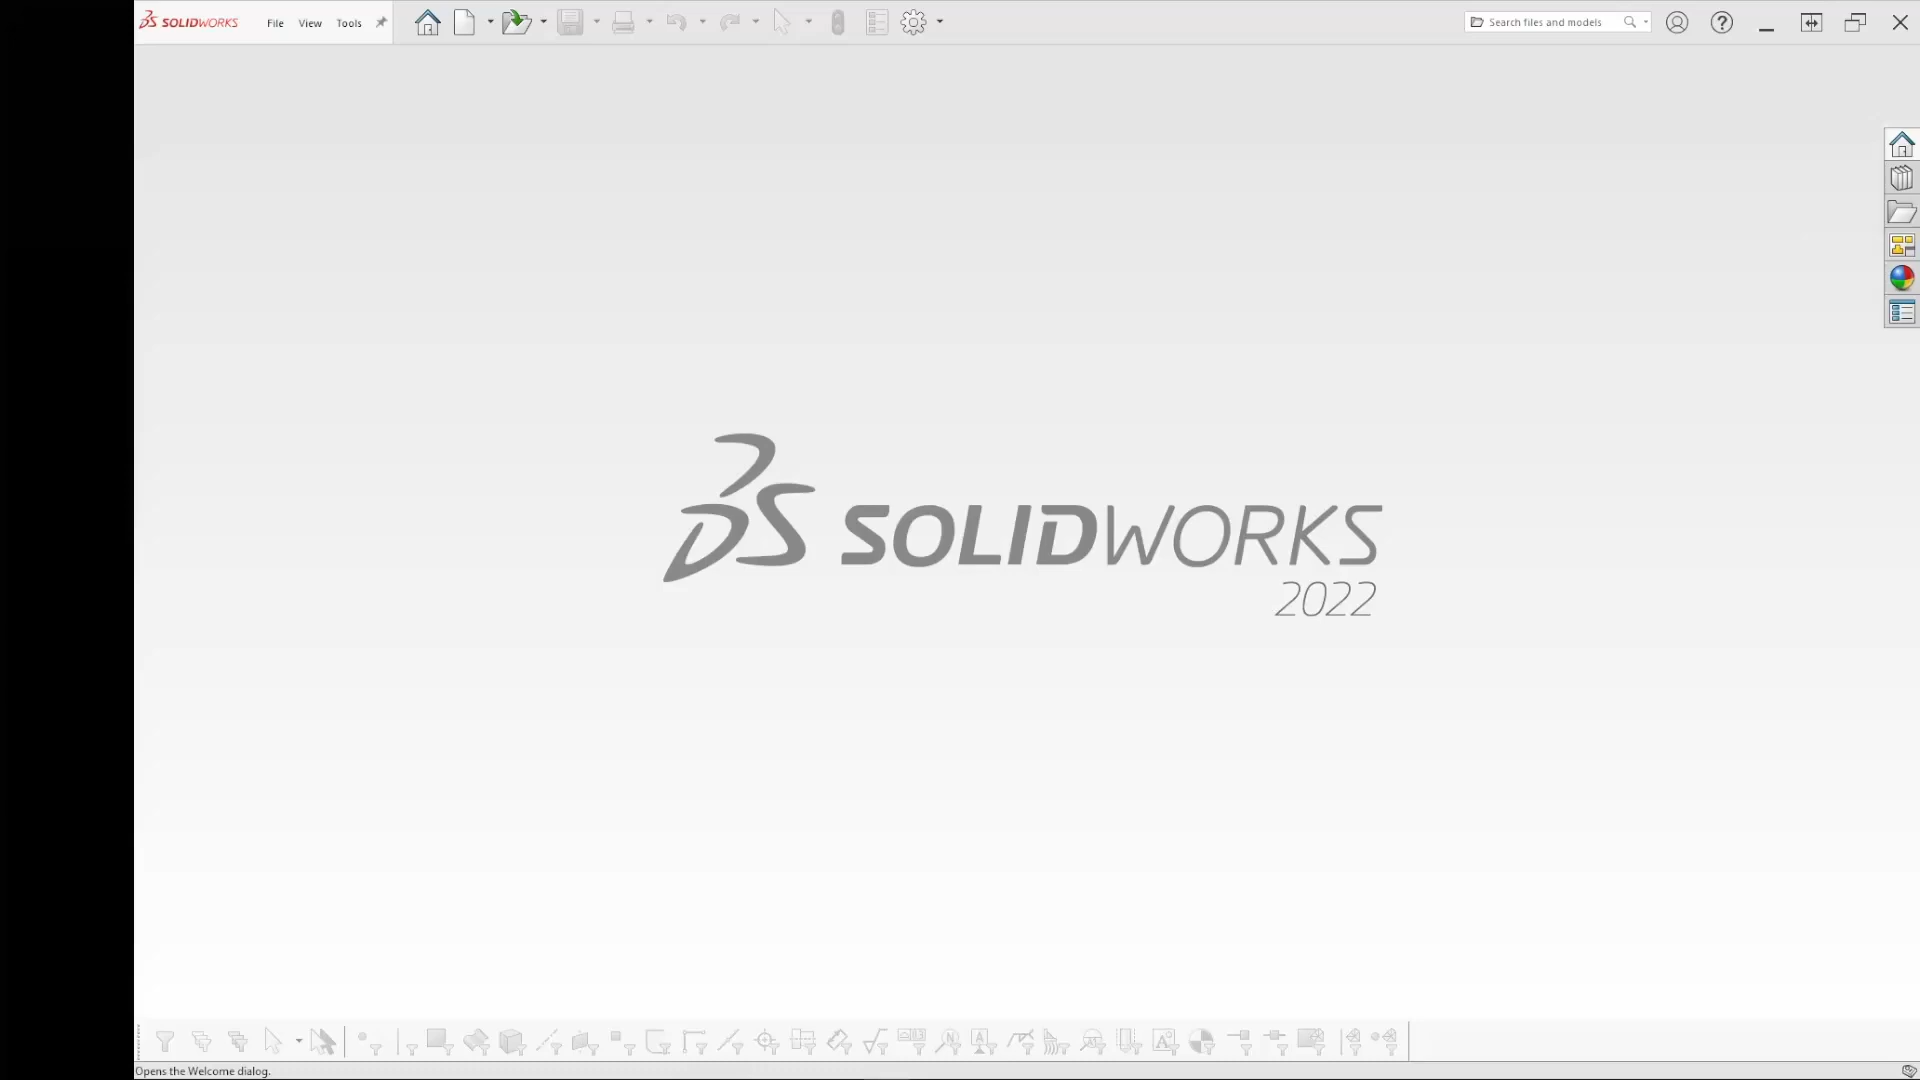 SOLIDWORKS File View Tools Search files and models
SOLIDWORKS
2022
Opens the Welcome dialog.